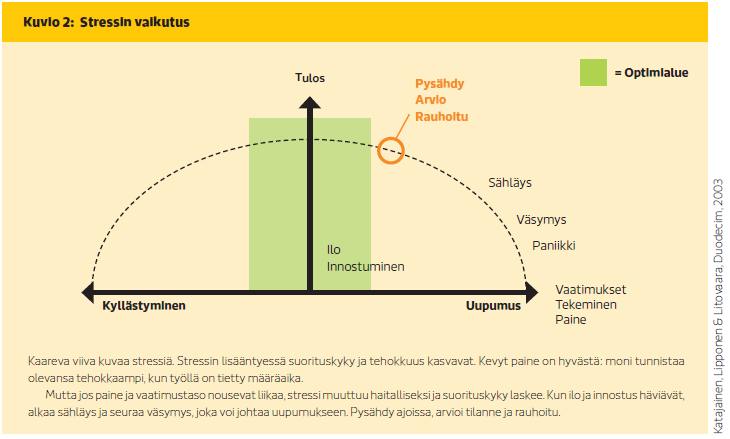 Kuvio 2: Stressin vaikutus
Tulos
= Optimialue
Pysähdy
Arvio
Rauhoitu
Sähläys
Väsymys
Paniikki
Ilo
Innostuminen
Kyllästyminen
Uupumus
Vaatimukset
Tekeminen
Paine
Kaareva viiva kuvaa stressiä. Stressin lisääntyessä suorituskyky ja tehokkuus kasvavat. Kevyt paine on hyvästä: moni tunnistaa
olevansa tehokkaampi, kun työllä on tietty määräaika.
Mutta jos paine ja vaatimustaso nousevat liikaa, stressi muuttuu haitalliseksi ja suorituskyky laskee. Kun ilo ja innostus häviävät,
alkaa sähläys ja seuraa väsymys, joka voi johtaa uupumukseen. Pysähdy ajoissa, arvioi tilanne ja rauhoitu.
Katajainen, Lipponen & Litovaara, Duodecim, 2003